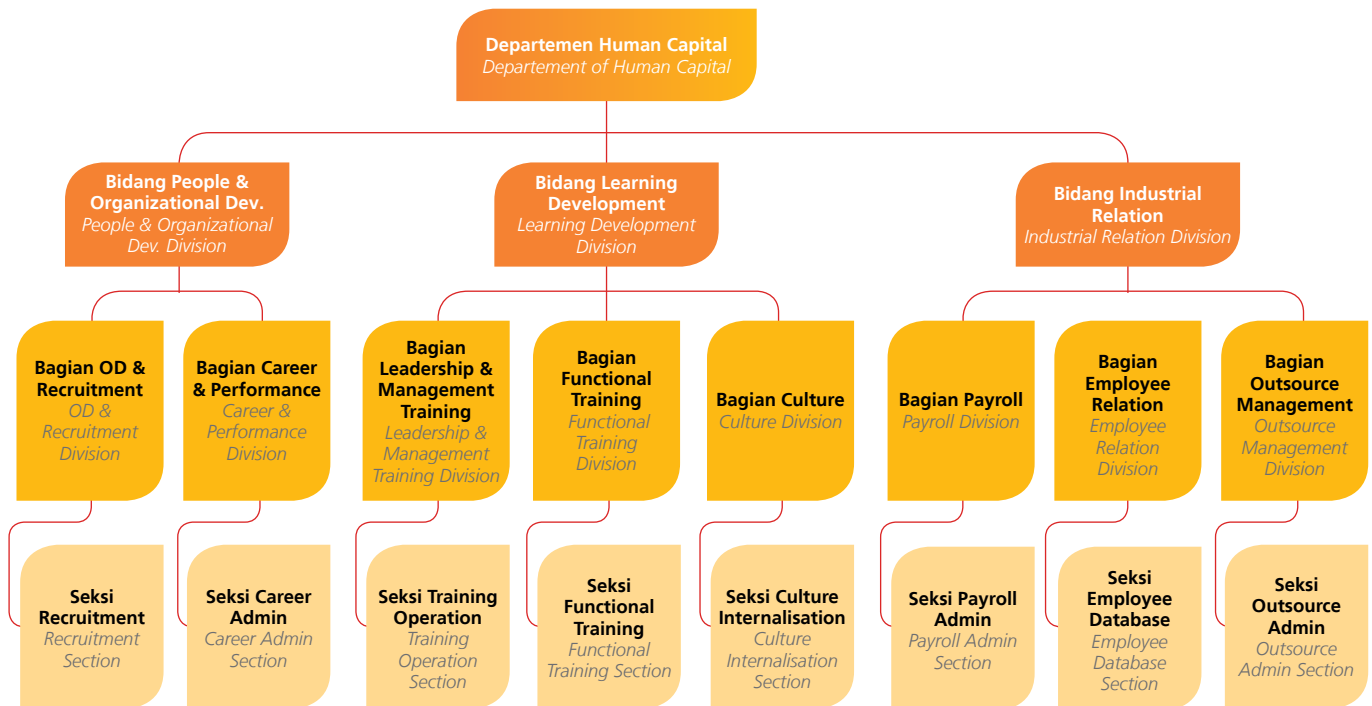 Departemen Human Capital
Departement of Human Capital
Bidang People &
Organizational Dev.
People & Organizational
Dev. Division
Bidang Learning
Development
Learning Development
Division
Bidang Industrial
Relation
Industrial Relation Division
Bagian OD &
Recruitment
OD &
Recruitment
Division
Bagian Career
& Performance
Career &
Performance
Division
Bagian
Leadership &
Management
Training
Leadership &
Management
Training Division
Bagian
Functional
Training
Functional
Training
Division
Bagian Culture
Culture Division
Bagian Payroll
Payroll Division
Bagian
Employee
Relation
Employee
Relation
Division
Bagian
Outsource
Management
Outsource
Management
Division
Seksi
Recruitment
Recruitment
Section
Seksi Career
Admin
Career Admin
Section
Seksi Training
Operation
Training
Operation
Section
Seksi
Functional
Training
Functional
Training Section
Seksi Culture
Internalisation
Culture
Internalisation
Section
Seksi Payroll
Admin
Payroll Admin
Section
Seksi
Employee
Database
Employee
Database
Section
Seksi
Outsource
Admin
Outsource
Admin Section